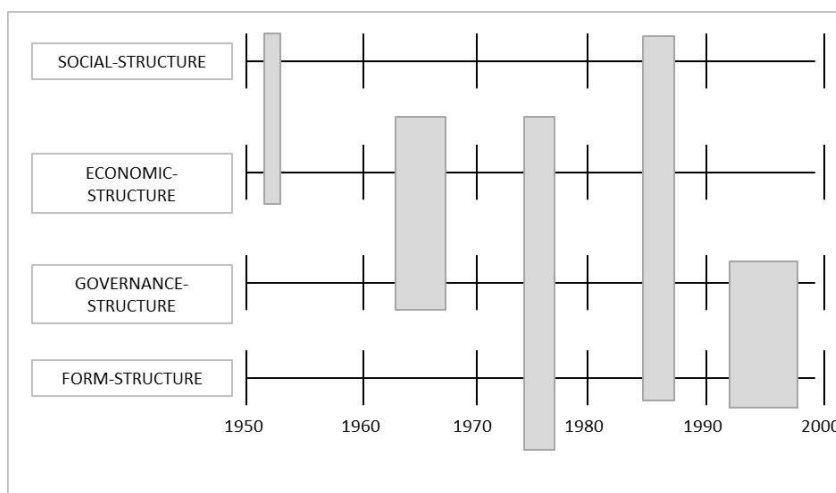 SOCIAL-STRUCTURE
ECONOMIC-
STRUCTURE
GOVERNANCE-
STRUCTURE
FORM-STRUCTURE
1950 1960 1970 1980 1990 2000